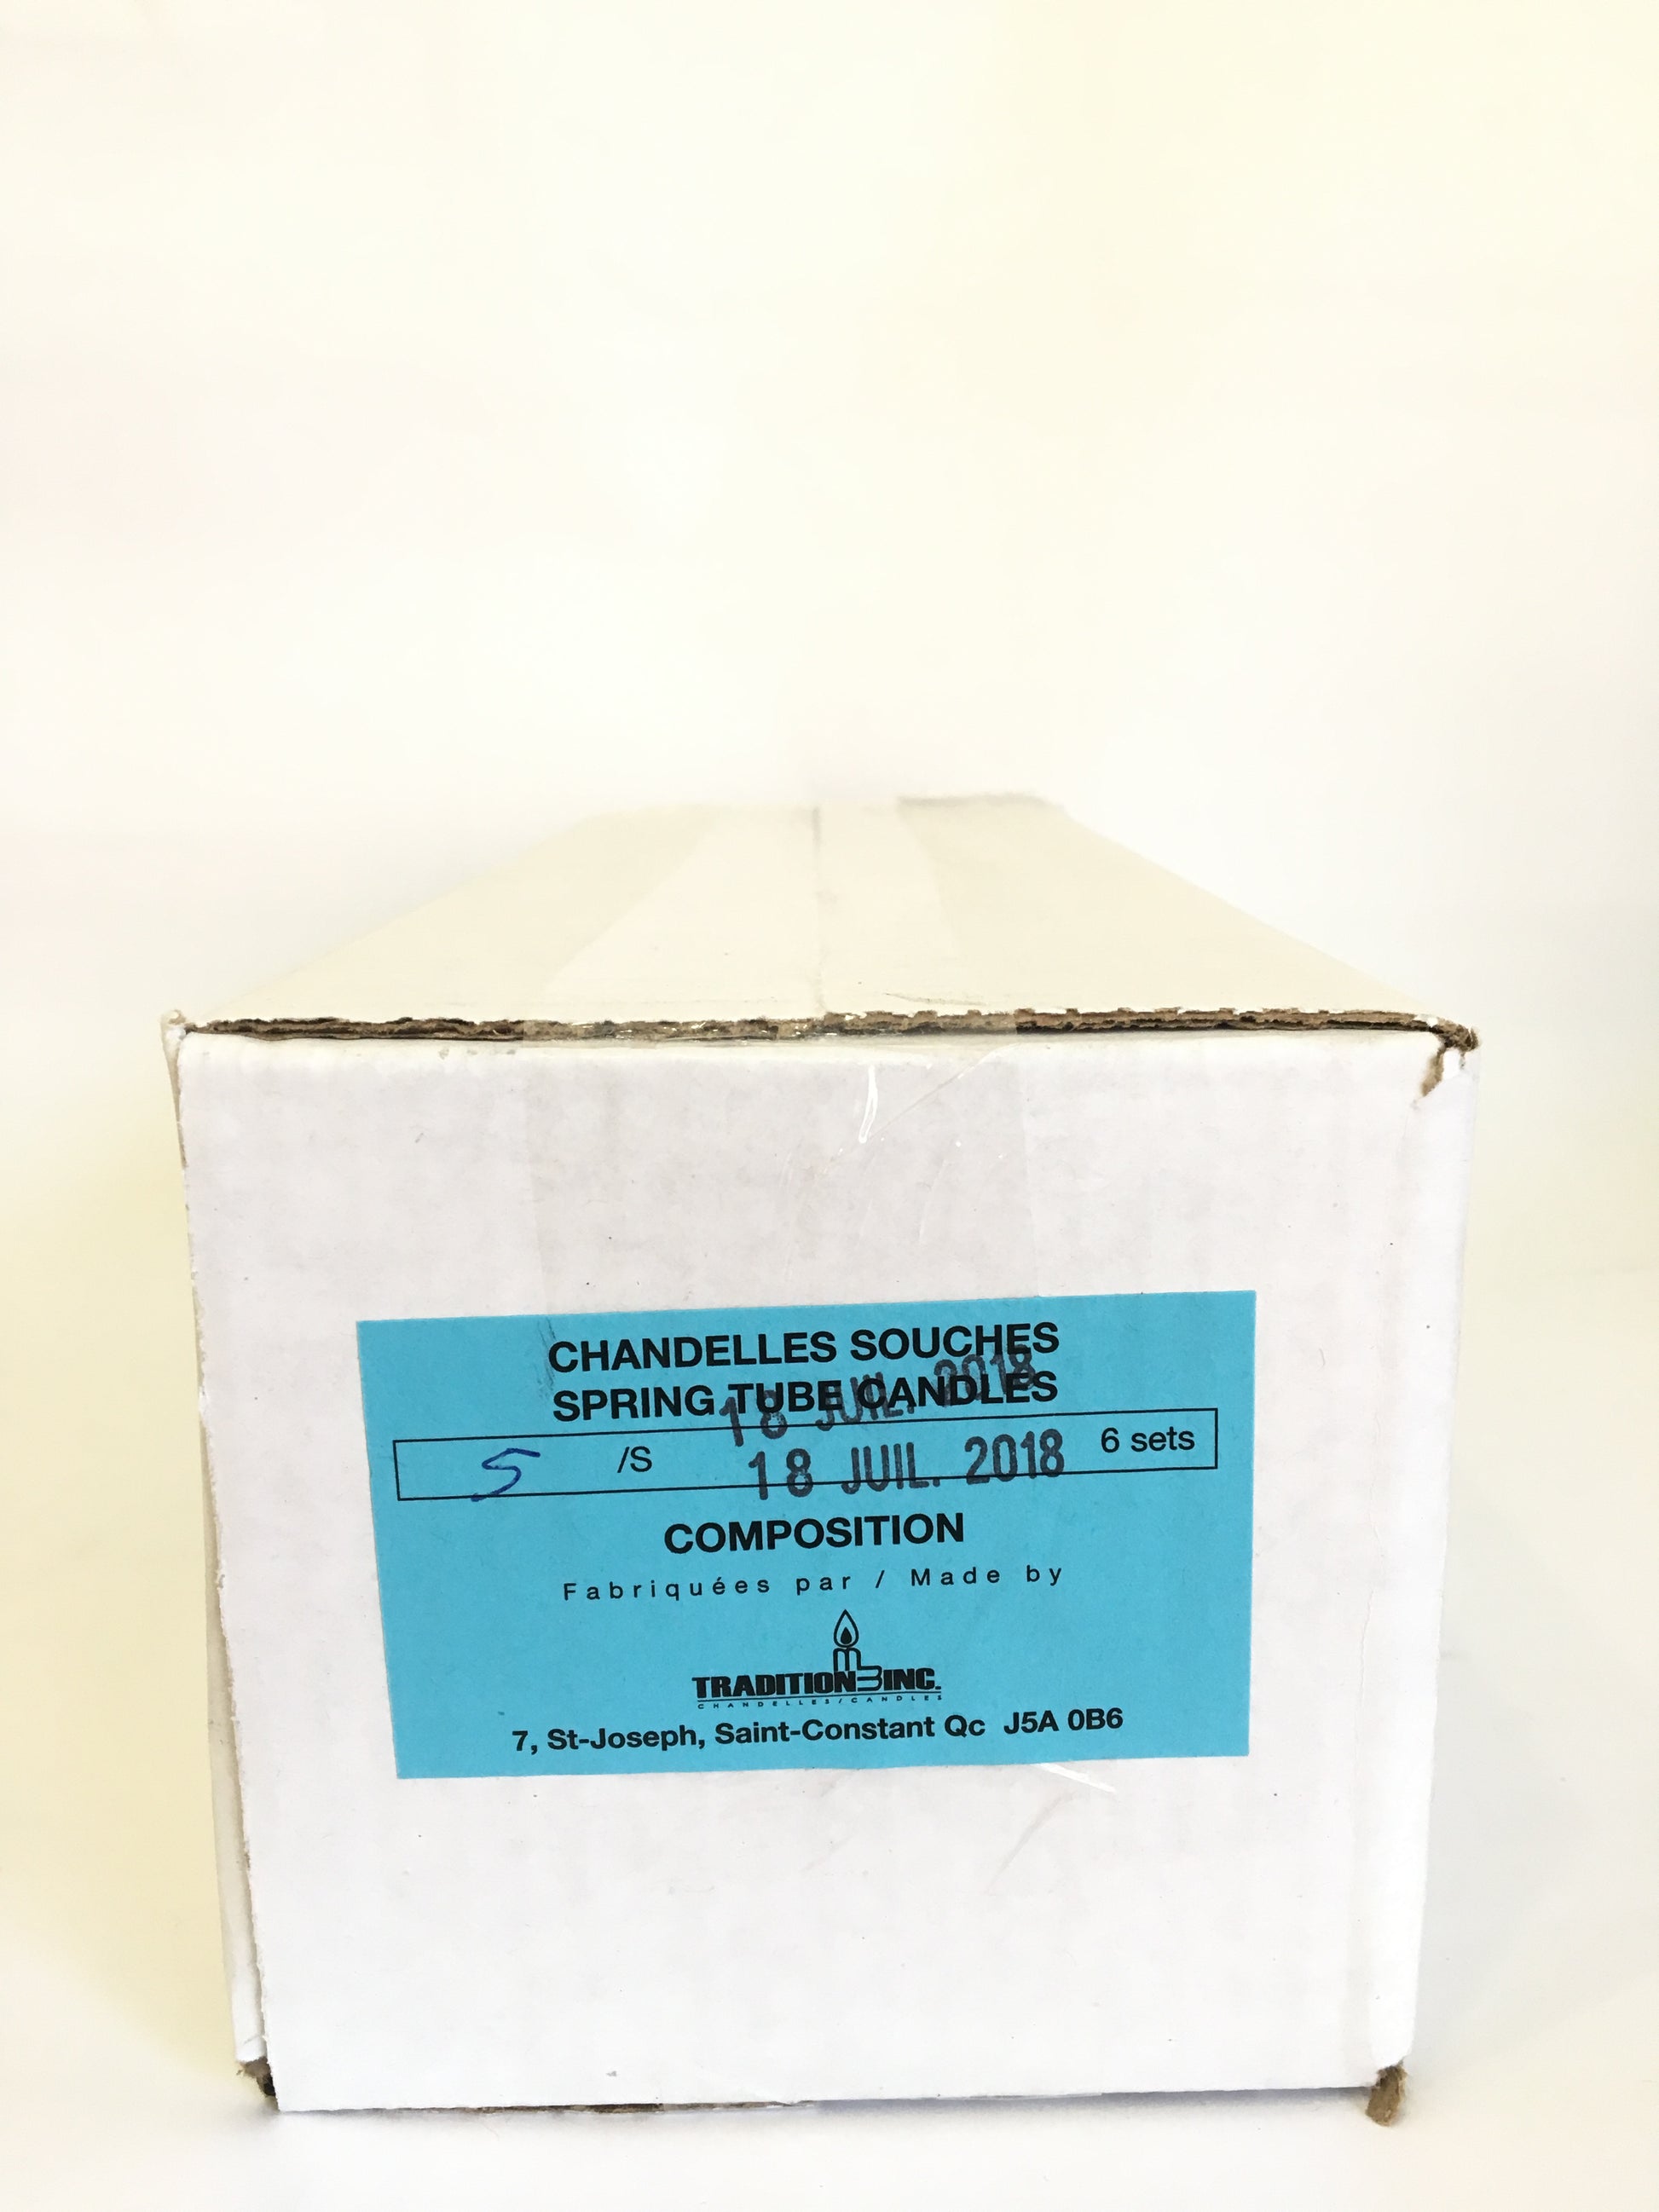 CHANDELLES SOUCHES
SPRING TUBE CANDLES
18 JUIL. 2018
5 /S 18 JUIL. 2018 6 sets
COMPOSITION
Fabriquées par / Made by
TRADITION INC.
CHANDELLES/CANDLES
7, St-Joseph, Saint-Constant Qc J5A 0B6